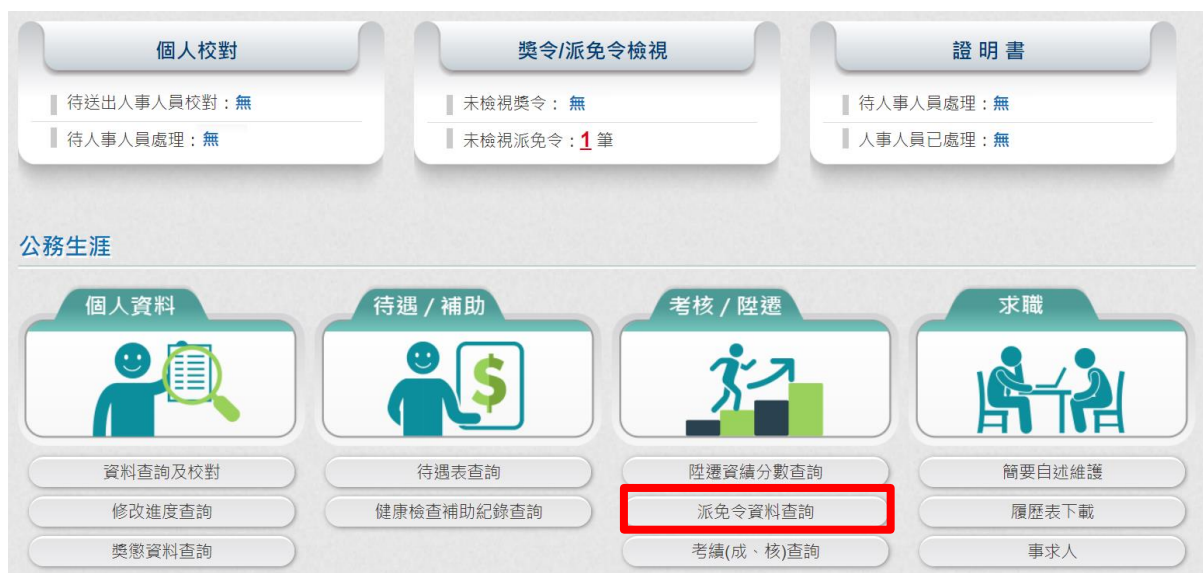 個人校對
待送出人事人員校對：無
待人事人員處理：無
獎令/派免令檢視
未檢視獎令： 無
未檢視派免令：1 筆
證 明 書
待人事人員處理：無
人事人員已處理：無
公務生涯
個人資料
資料查詢及校對
修改進度查詢
獎懲資料查詢
待遇 / 補助
待遇表查詢
健康檢查補助紀錄查詢
考核 / 陞遷
陞遷資績分數查詢
派免令資料查詢
考績(成、核)查詢
求職
簡要自述維護
履歷表下載
事求人